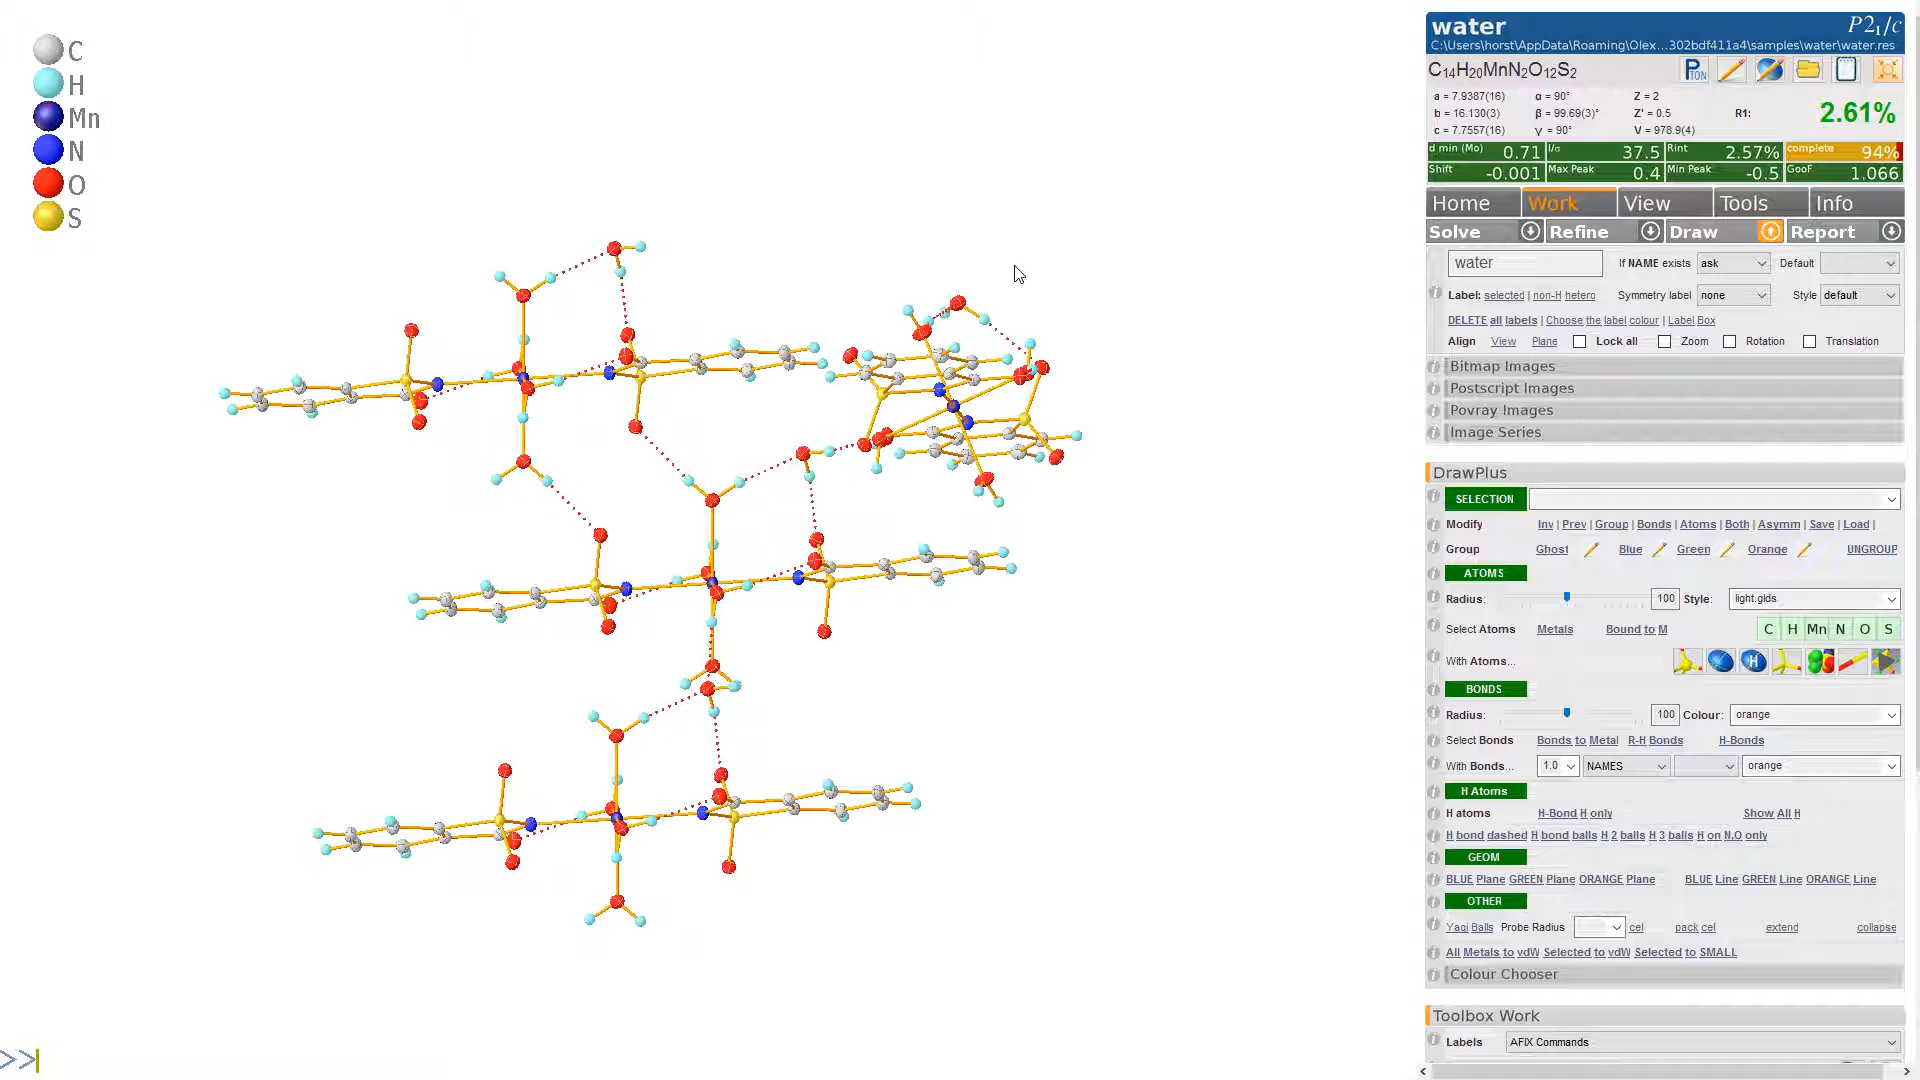 C
H
Mn
N
O
S
>>
water P2₁/c
C:\Users\horst\AppData\Roaming\Olex...302bdf411a4\samples\water\water.res
C₁₄H₂₀MnN₂O₁₂S₂
a = 7.9387(16) α = 90° Z = 2
b = 16.130(3) β = 99.69(3)° Z' = 0.5 R1: 2.61%
c = 7.7557(16) γ = 90° V = 978.9(4)
d min (Mo) 0.71 I/σ 37.5 Rint 2.57% complete 94%
Shift -0.001 Max Peak 0.4 Min Peak -0.5 GooF 1.066
Home Work View Tools Info
Solve Refine Draw Report
water If NAME exists ask Default
Label: selected | non-H hetero Symmetry label none Style default
DELETE all labels | Choose the label colour | Label Box
Align View Plane Lock all Zoom Rotation Translation
Bitmap Images
Postscript Images
Povray Images
Image Series
DrawPlus
SELECTION
Modify Inv | Prev | Group | Bonds | Atoms | Both | Asymm | Save | Load |
Group Ghost Blue Green Orange UNGROUP
ATOMS
Radius: 100 Style: light.glds
Select Atoms Metals Bound to M C H Mn N O S
With Atoms... H
BONDS
Radius: 100 Colour: orange
Select Bonds Bonds to Metal R-H Bonds H-Bonds
With Bonds... 1.0 NAMES orange
H Atoms
H atoms H-Bond H only Show All H
H bond dashed H bond balls H 2 balls H 3 balls H on N,O only
GEOM
BLUE Plane GREEN Plane ORANGE Plane BLUE Line GREEN Line ORANGE Line
OTHER
Yagi Balls Probe Radius cel pack cel extend collapse
All Metals to vdW Selected to vdW Selected to SMALL
Colour Chooser
Toolbox Work
Labels AFIX Commands